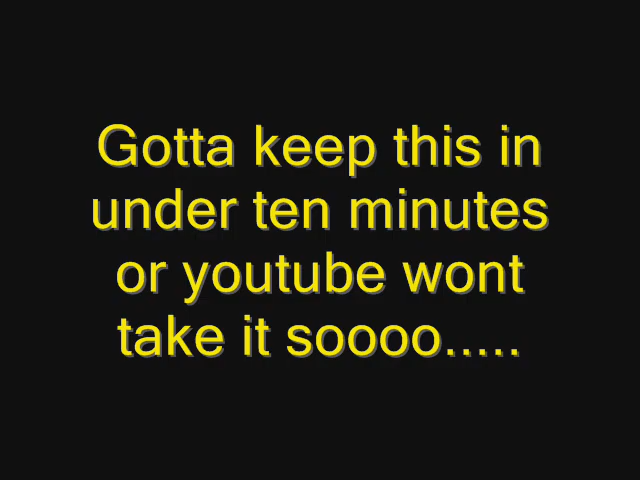 Gotta keep this in
under ten minutes
or youtube wont
take it soooo.....